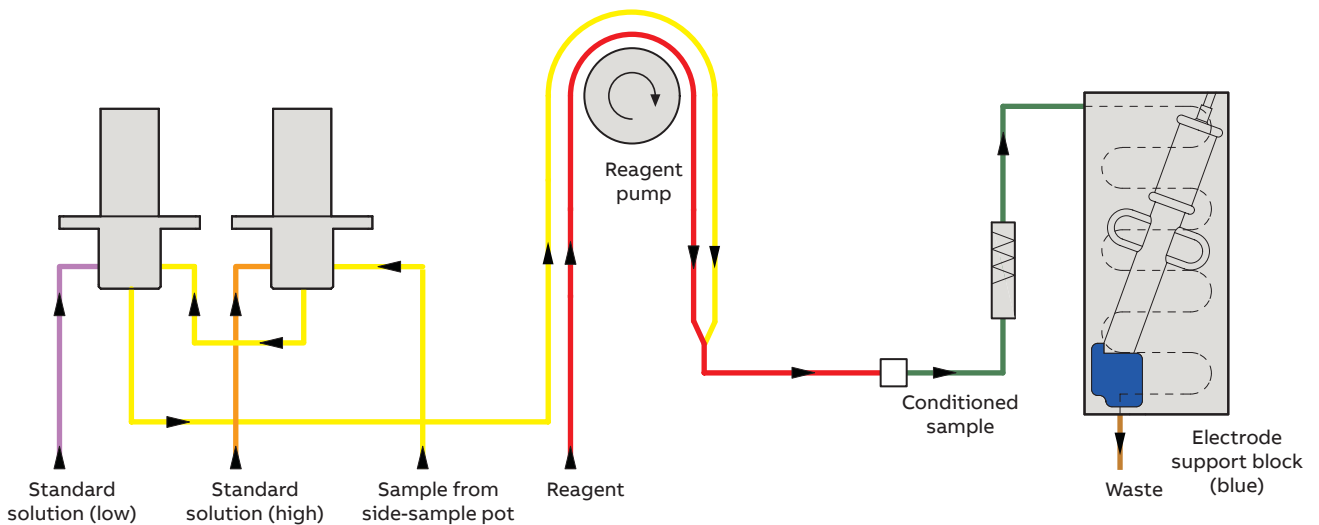 Reagent
pump
Conditioned
sample
Electrode
support block
(blue)
Standard
solution (low)
Standard
solution (high)
Sample from
side-sample pot
Reagent
Waste